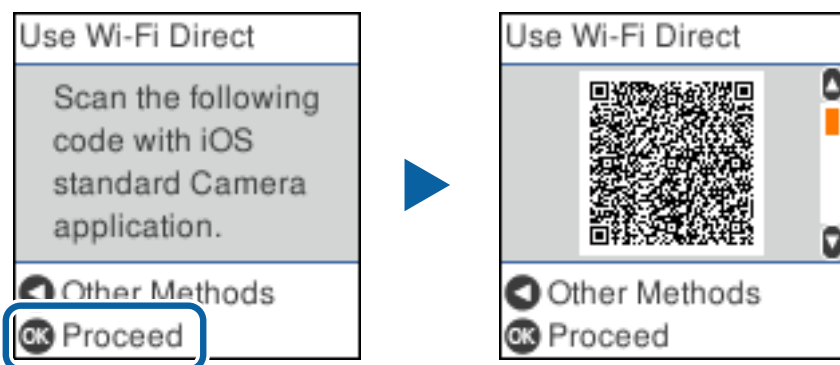 Use Wi-Fi Direct
Scan the following
code with iOS
standard Camera
application.
Other Methods
OK Proceed
Use Wi-Fi Direct
Other Methods
OK Proceed